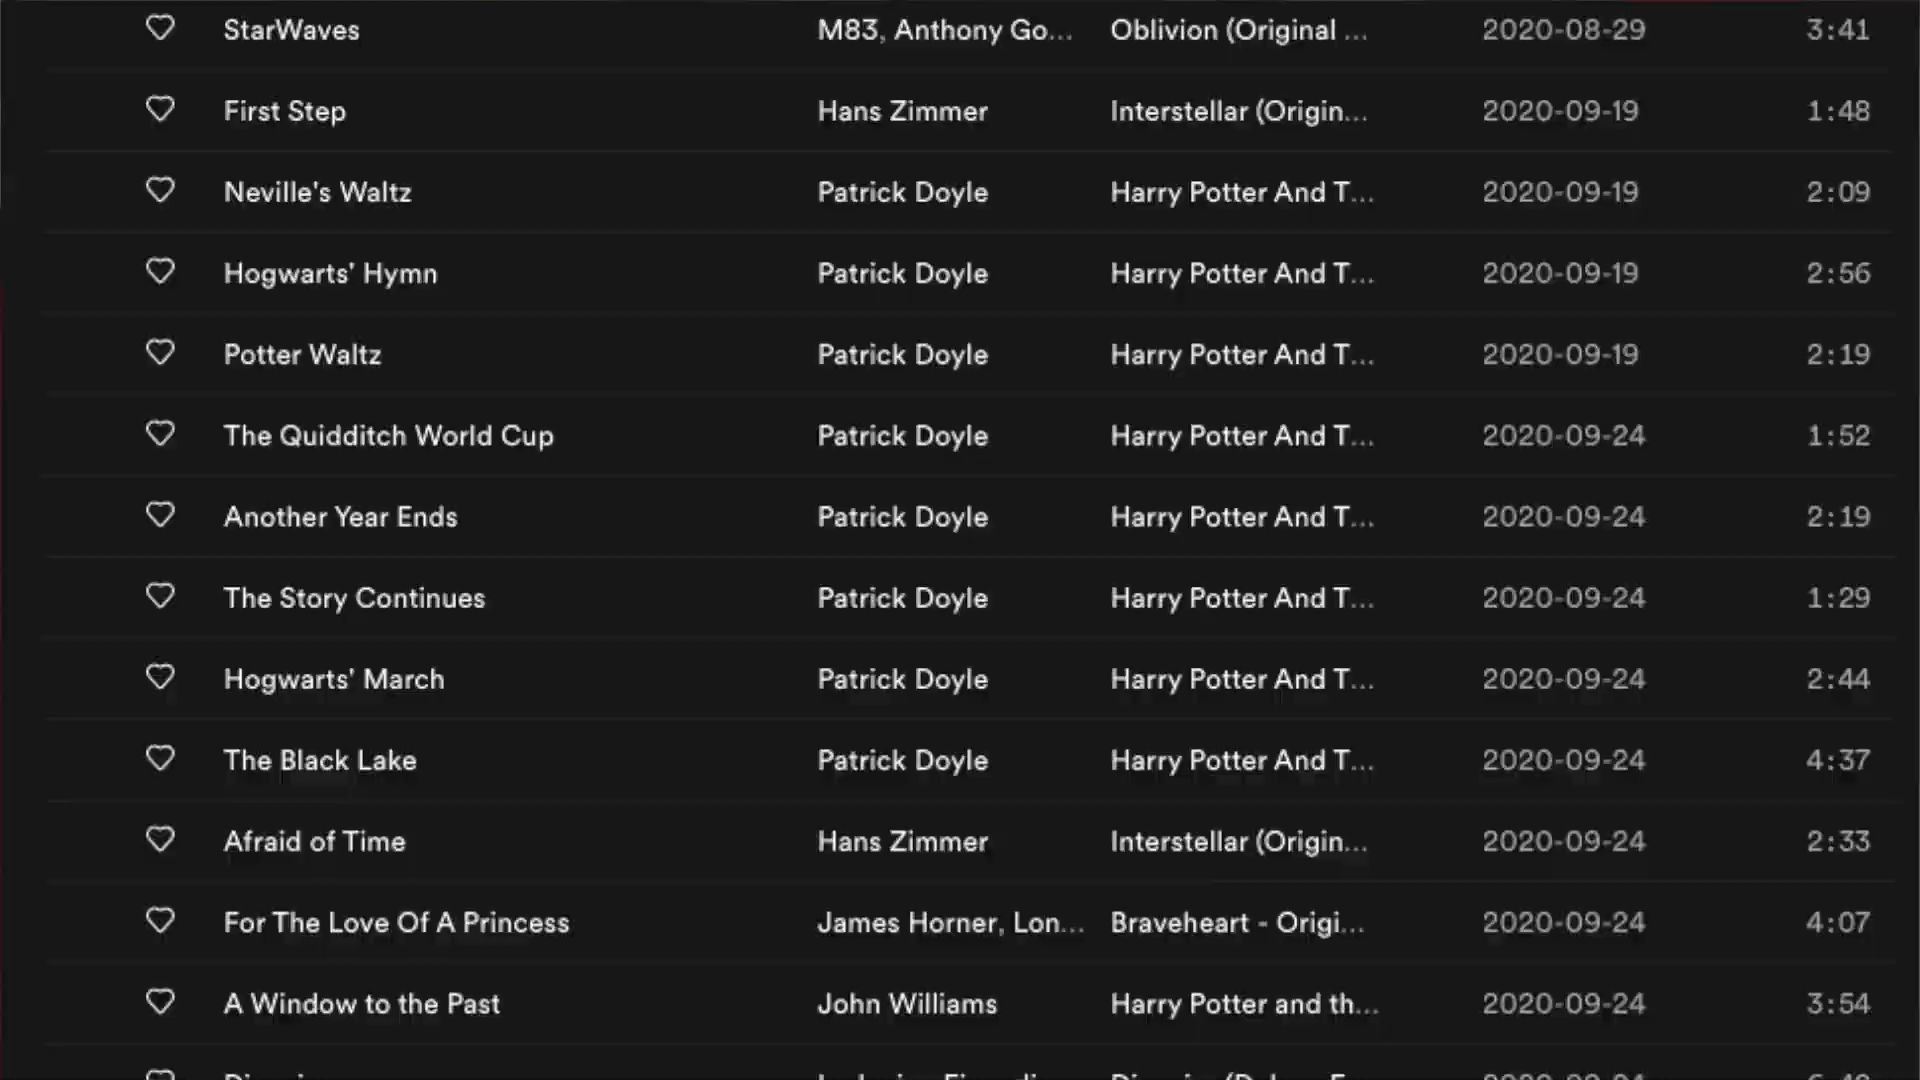 StarWaves M83, Anthony Go... Oblivion (Original ... 2020-08-29 3:41
First Step Hans Zimmer Interstellar (Origin... 2020-09-19 1:48
Neville's Waltz Patrick Doyle Harry Potter And T... 2020-09-19 2:09
Hogwarts' Hymn Patrick Doyle Harry Potter And T... 2020-09-19 2:56
Potter Waltz Patrick Doyle Harry Potter And T... 2020-09-19 2:19
The Quidditch World Cup Patrick Doyle Harry Potter And T... 2020-09-24 1:52
Another Year Ends Patrick Doyle Harry Potter And T... 2020-09-24 2:19
The Story Continues Patrick Doyle Harry Potter And T... 2020-09-24 1:29
Hogwarts' March Patrick Doyle Harry Potter And T... 2020-09-24 2:44
The Black Lake Patrick Doyle Harry Potter And T... 2020-09-24 4:37
Afraid of Time Hans Zimmer Interstellar (Origin... 2020-09-24 2:33
For The Love Of A Princess James Horner, Lon... Braveheart - Origi... 2020-09-24 4:07
A Window to the Past John Williams Harry Potter and th... 2020-09-24 3:54